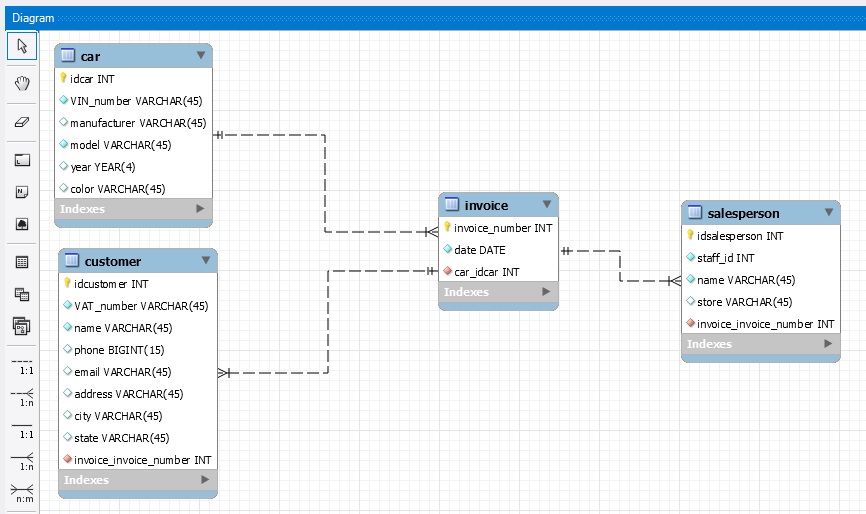 Diagram
car
idcar INT
VIN_number VARCHAR(45)
manufacturer VARCHAR(45)
model VARCHAR(45)
year YEAR(4)
color VARCHAR(45)
Indexes
customer
idcustomer INT
VAT_number VARCHAR(45)
name VARCHAR(45)
phone BIGINT(15)
email VARCHAR(45)
address VARCHAR(45)
city VARCHAR(45)
state VARCHAR(45)
invoice_invoice_number INT
Indexes
invoice
invoice_number INT
date DATE
car_idcar INT
Indexes
salesperson
idsalesperson INT
staff_id INT
name VARCHAR(45)
store VARCHAR(45)
invoice_invoice_number INT
Indexes
1:1
1:n
1:1
1:n
n:m